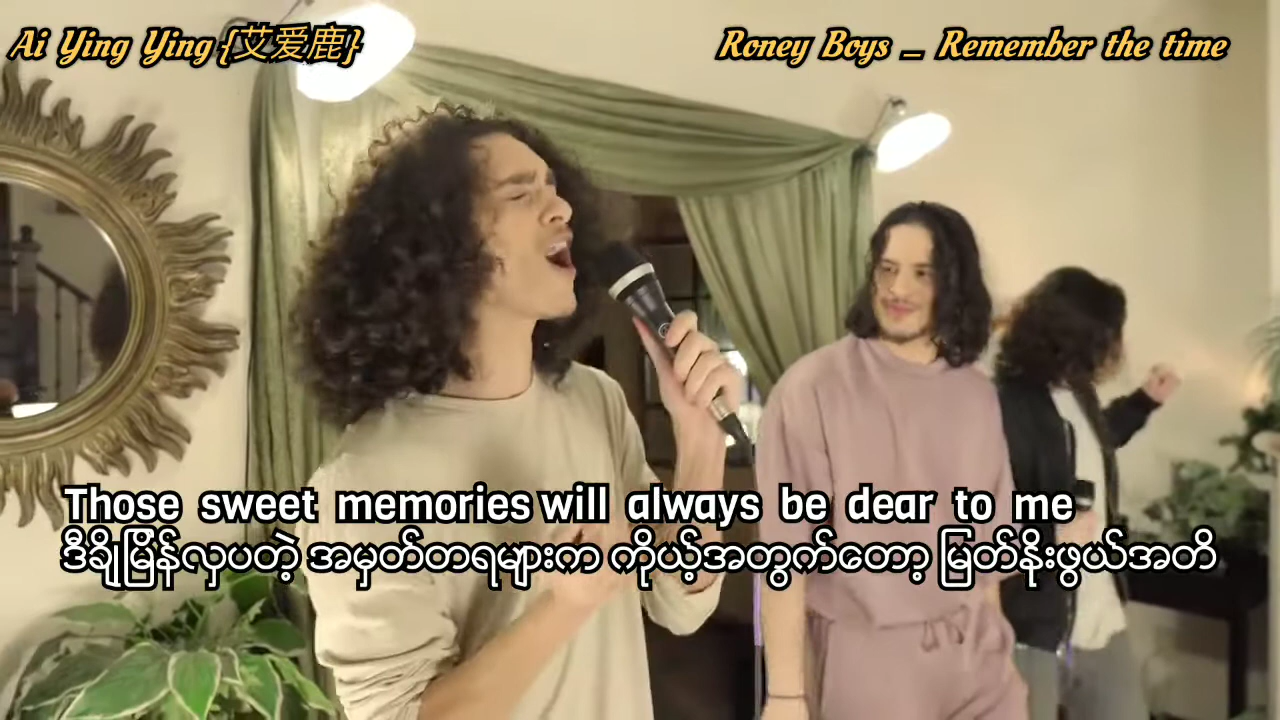 Ai Ying Ying {艾爱鹿}
Roney Boys _ Remember the time
Those sweet memories will always be dear to me
ဒီချိုမြိန်လှပတဲ့ အမှတ်တရများက ကိုယ့်အတွက်တော့ မြတ်နိုးဖွယ်အတိ